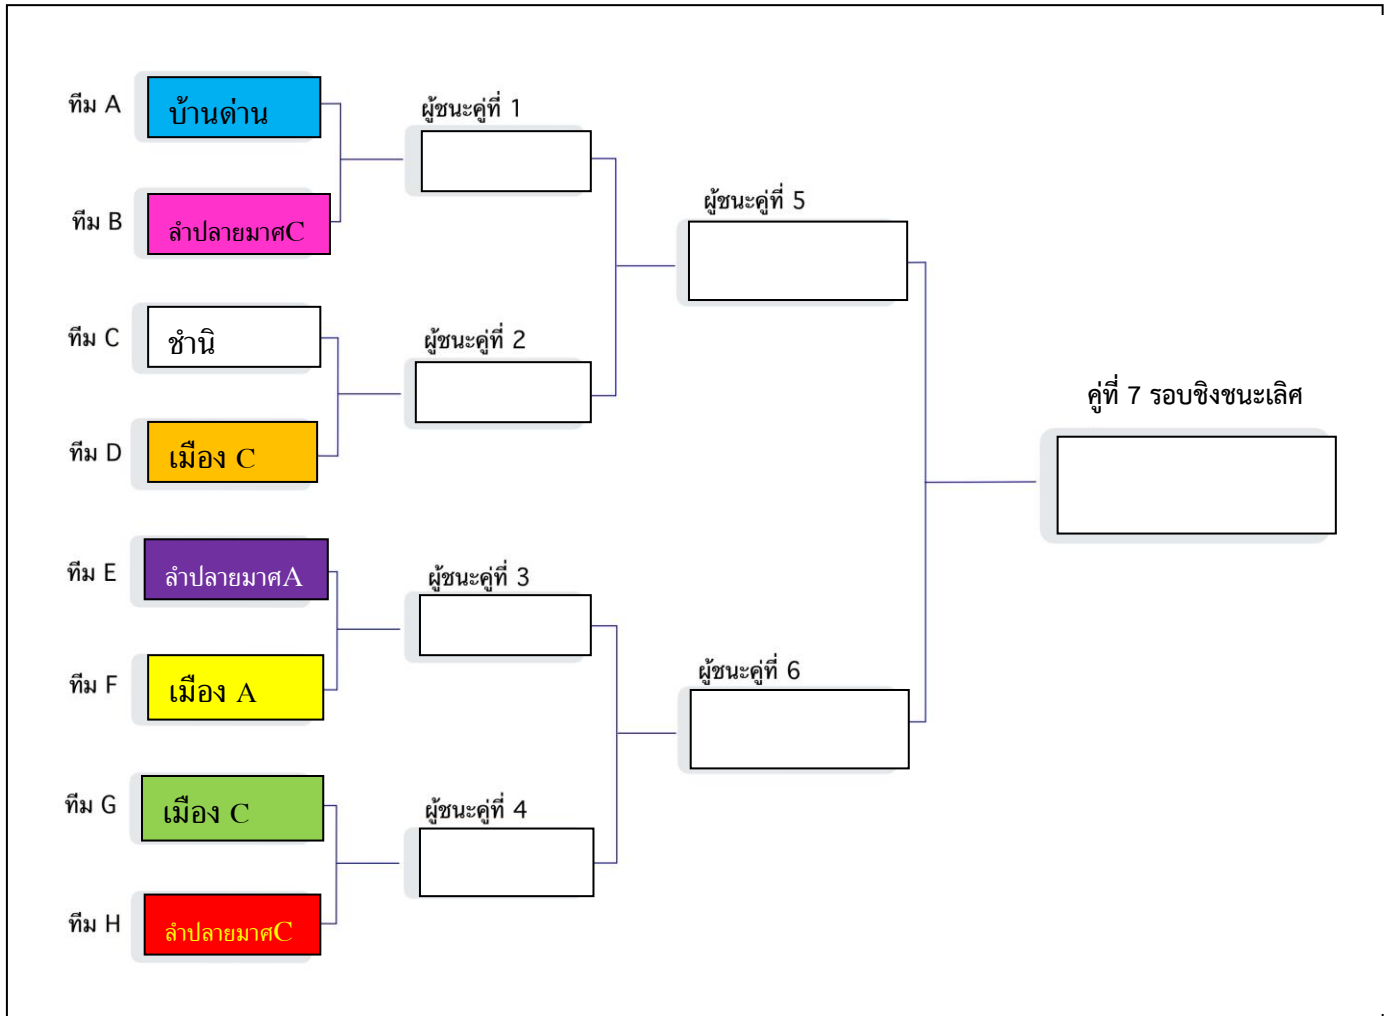 ทีม A
บ้านด่าน
ผู้ชนะคู่ที่ 1
ทีม B
ลำปลายมาศC
ผู้ชนะคู่ที่ 5
ทีม C
ชำนิ
ผู้ชนะคู่ที่ 2
ทีม D
เมือง C
คู่ที่ 7 รอบชิงชนะเลิศ
ทีม E
ลำปลายมาศA
ผู้ชนะคู่ที่ 3
ทีม F
เมือง A
ผู้ชนะคู่ที่ 6
ทีม G
เมือง C
ผู้ชนะคู่ที่ 4
ทีม H
ลำปลายมาศC